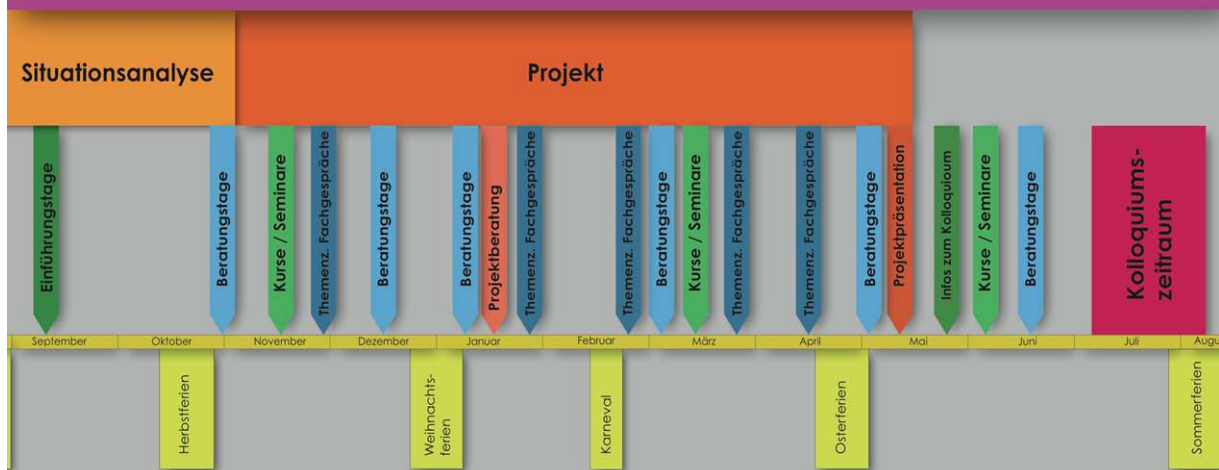 Situationsanalyse
Projekt
Einführungstage
Beratungstage
Kurse / Seminare
Themenz. Fachgespräche
Beratungstage
Beratungstage
Projektberatung
Themenz. Fachgespräche
Themenz. Fachgespräche
Beratungstage
Kurse / Seminare
Themenz. Fachgespräche
Themenz. Fachgespräche
Beratungstage
Projektpräsentation
Infos zum Kolloquioum
Kurse / Seminare
Beratungstage
Kolloquiums-
zeitraum
September
Oktober
November
Dezember
Januar
Februar
März
April
Mai
Juni
Juli
Augu
Herbstferien
Weihnachts-
ferien
Karneval
Osterferien
Sommerferien